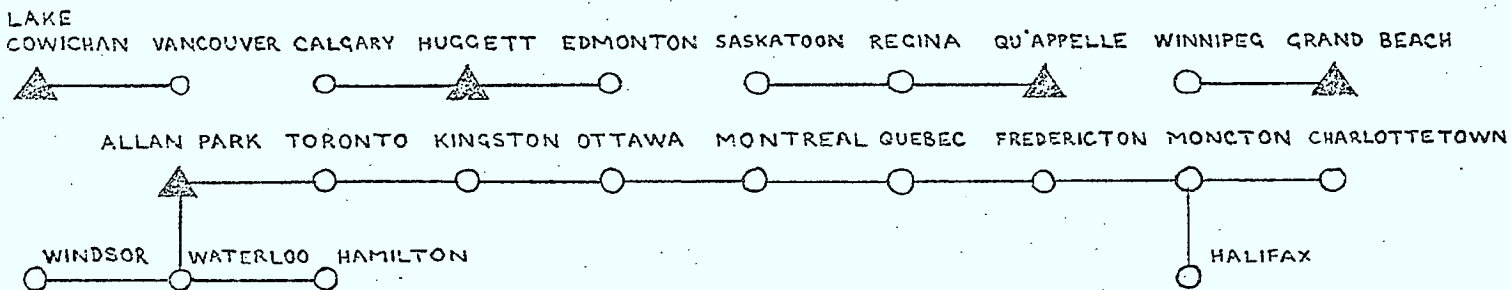 LAKE
COWICHAN VANCOUVER CALGARY HUGGETT EDMONTON SASKATOON REGINA QU'APPELLE WINNIPEG GRAND BEACH
ALLAN PARK TORONTO KINGSTON OTTAWA MONTREAL QUEBEC FREDERICTON MONCTON CHARLOTTETOWN
WINDSOR WATERLOO HAMILTON HALIFAX